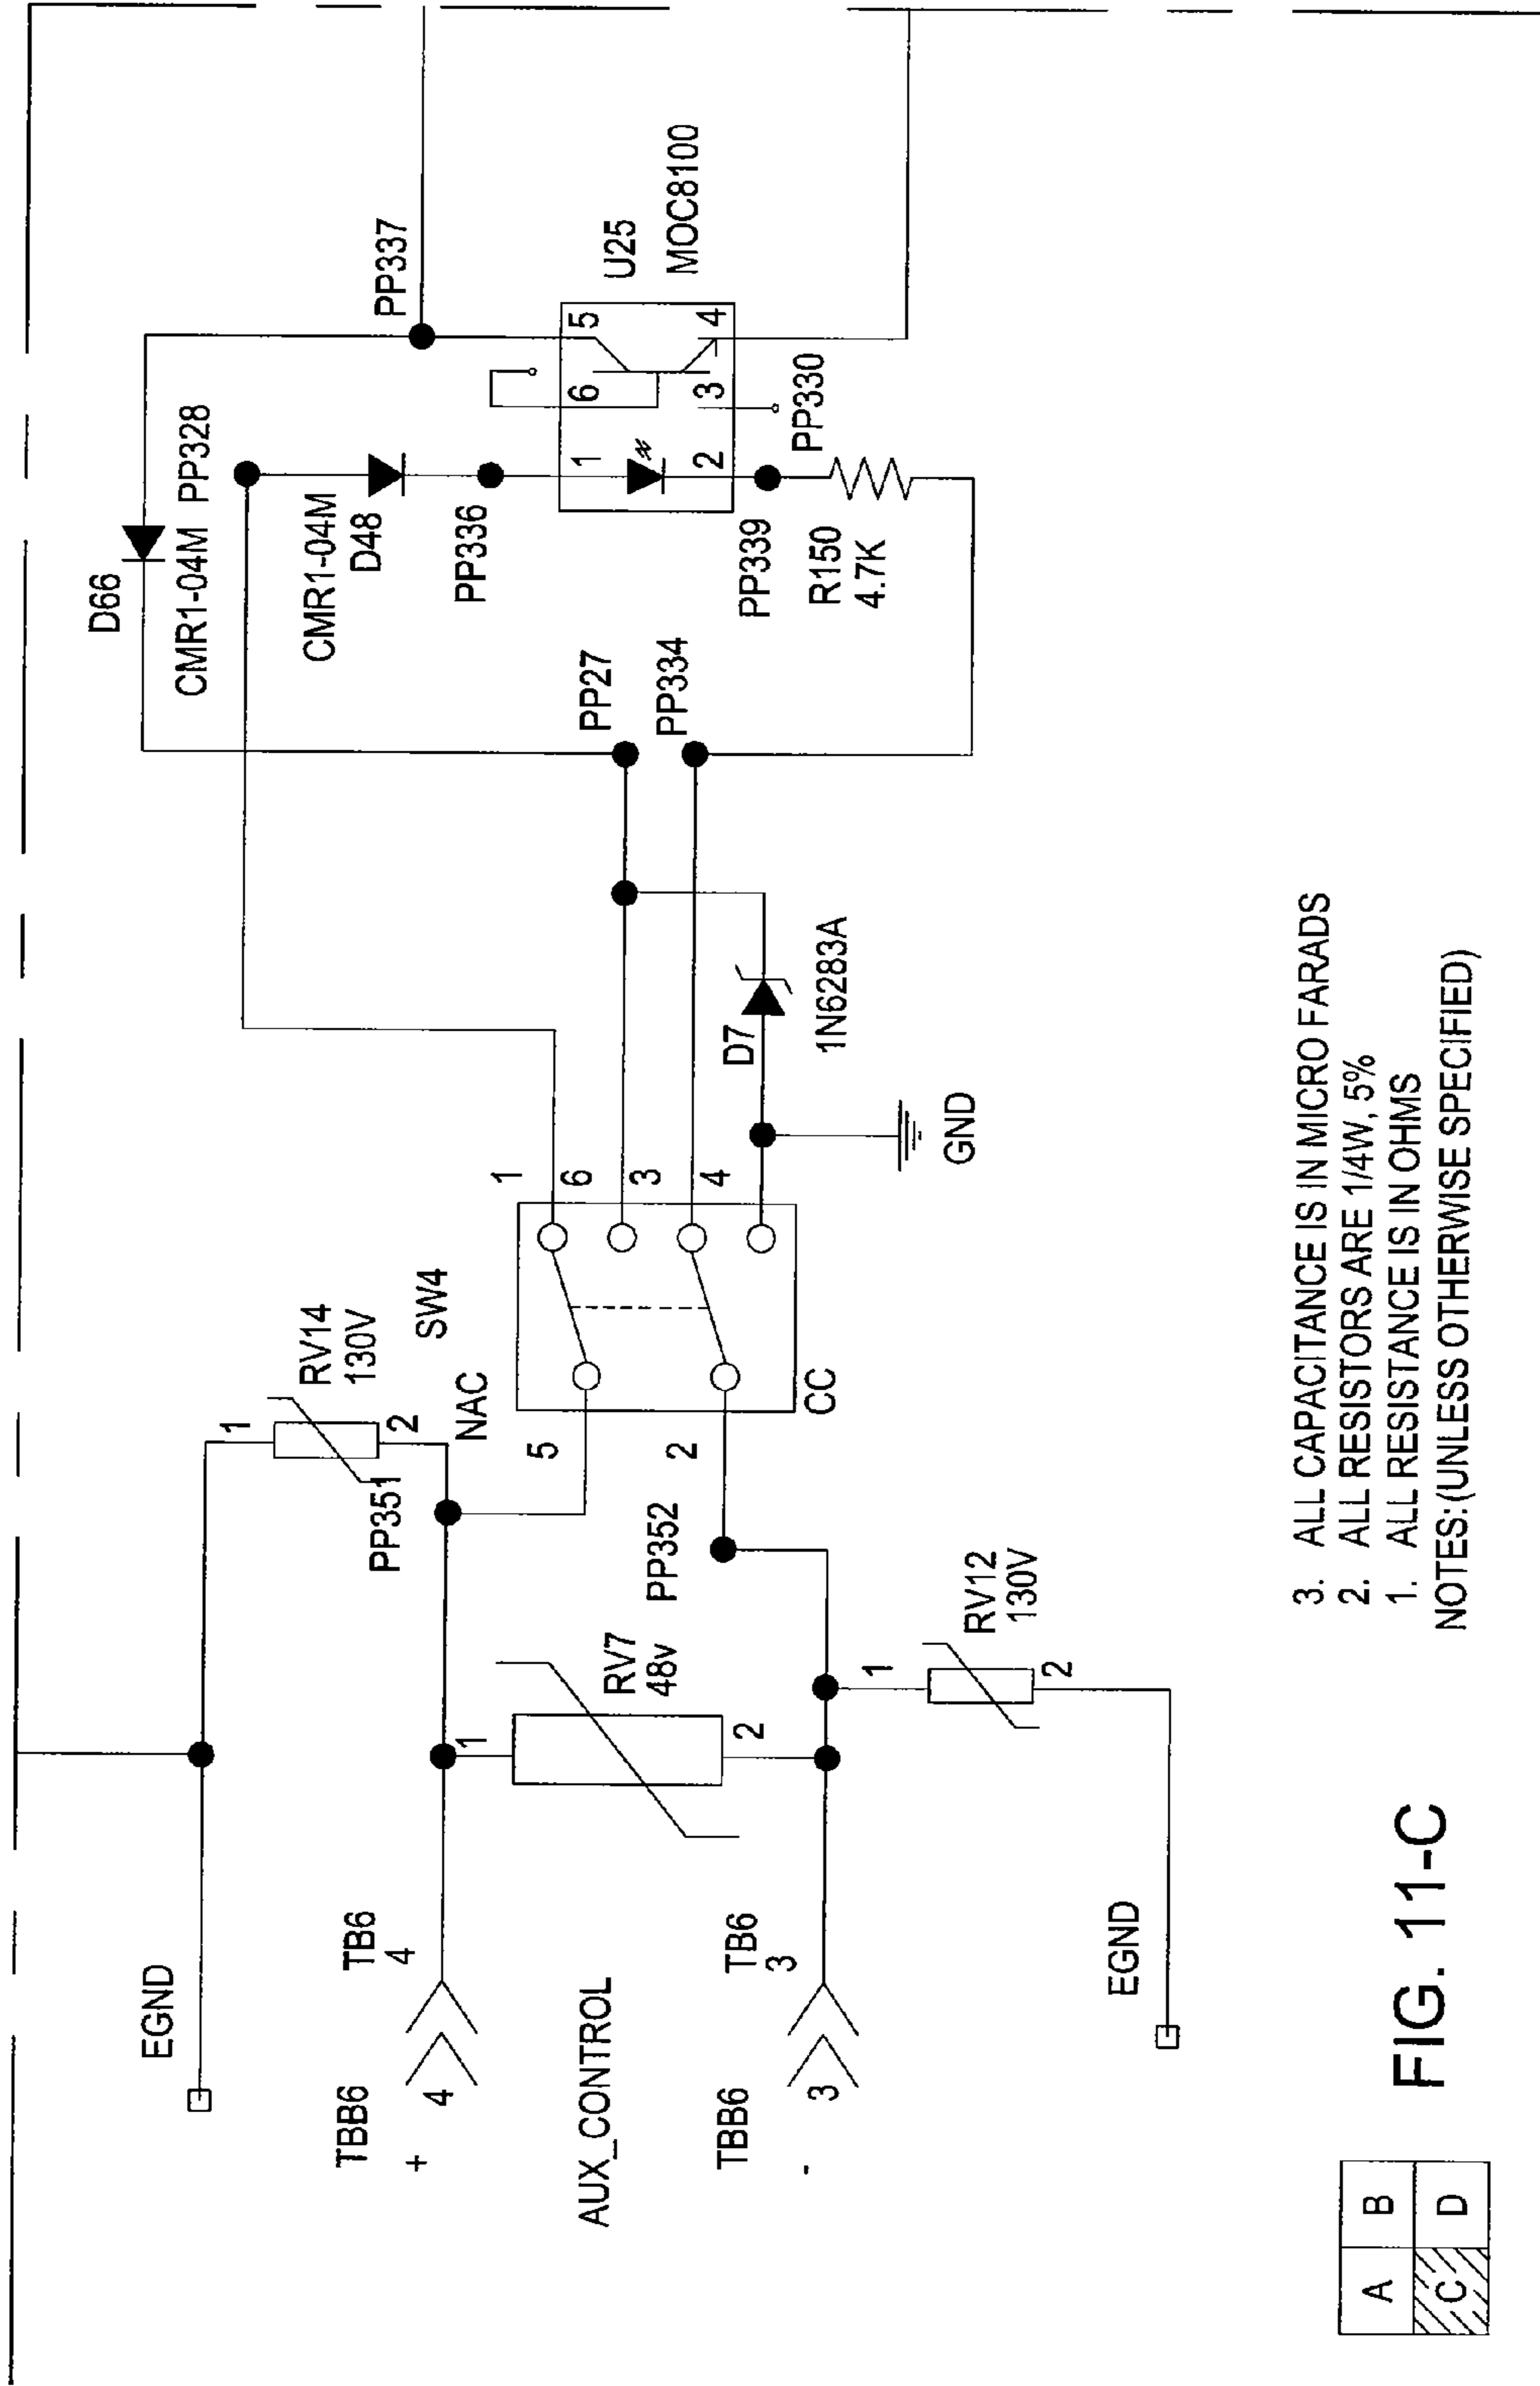 EGND
TBB6
+
4
TB6
4
AUX_CONTROL
TBB6
-
3
TB6
3
EGND
1
RV14
130V
2
PP351
1
RV7
48v
2
PP352
1
RV12
130V
2
NAC
SW4
5
2
CC
1
6
3
4
GND
D7
1N6283A
PP27
PP334
D66
CMR1-04M
PP328
CMR1-04M
D48
PP336
PP337
U25
MOC8100
1
6
5
2
3
4
PP339
PP330
R150
4.7K
3. ALL CAPACITANCE IS IN MICRO FARADS
2. ALL RESISTORS ARE 1/4W, 5%
1. ALL RESISTANCE IS IN OHMS
NOTES:(UNLESS OTHERWISE SPECIFIED)
A B
C D
FIG. 11-C